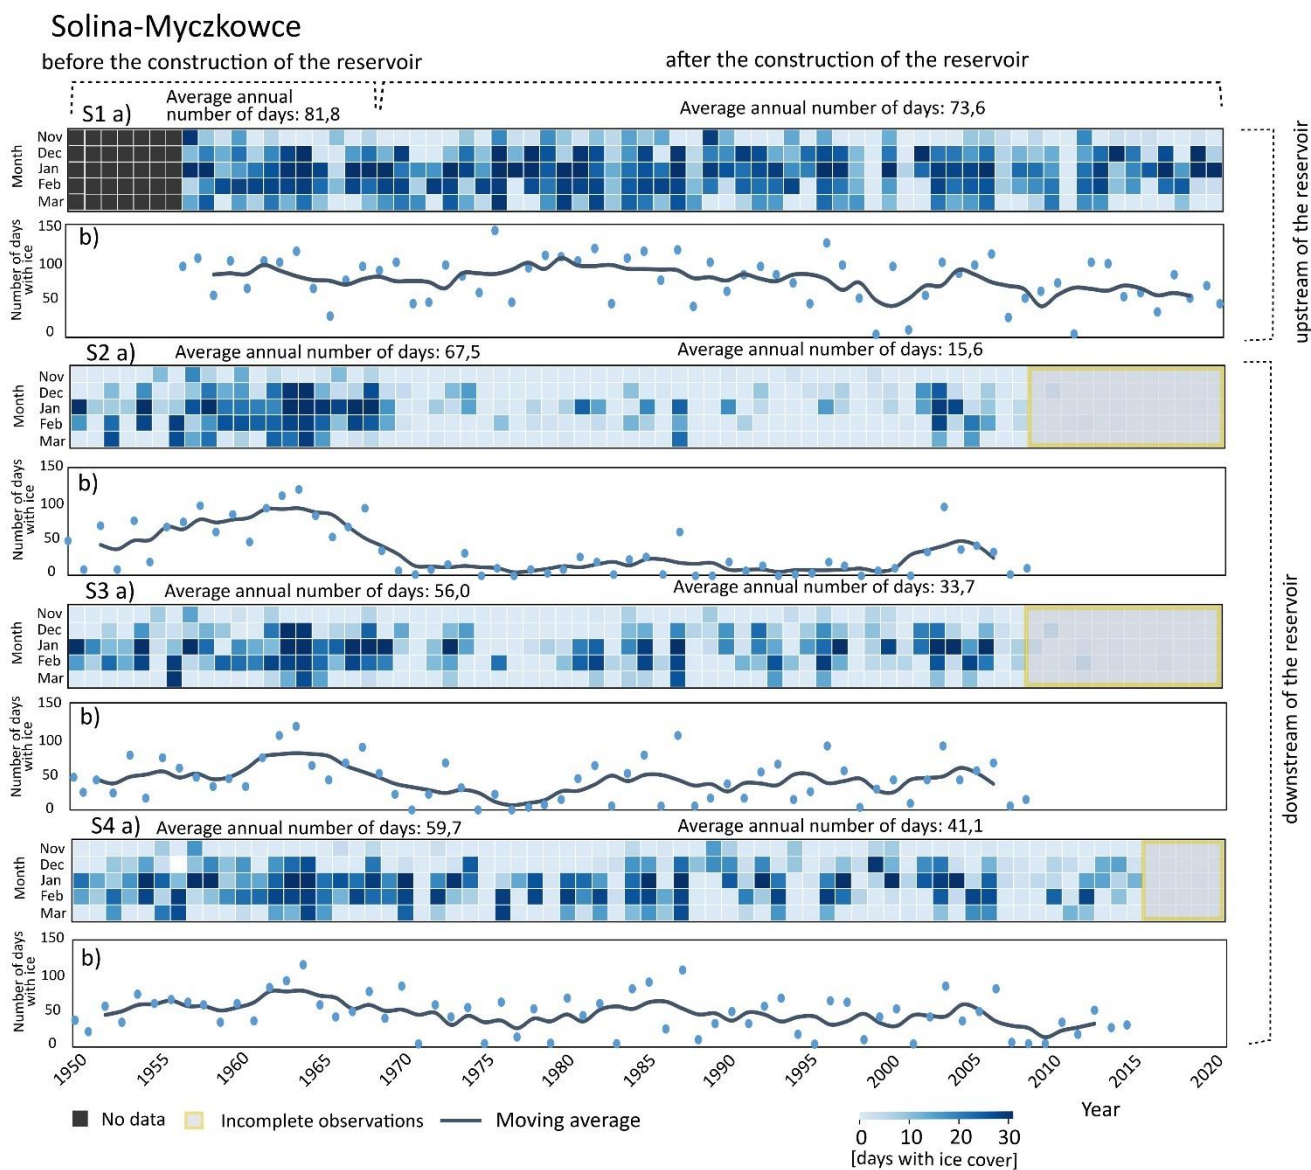 Solina-Myczkowce
before the construction of the reservoir
after the construction of the reservoir
S1 a)
Average annual
number of days: 81,8
Average annual number of days: 73,6
Month
Nov
Dec
Jan
Feb
Mar
b)
Number of days
with ice
150
100
50
0
upstream of the reservoir
S2 a)
Average annual number of days: 67,5
Average annual number of days: 15,6
Month
Nov
Dec
Jan
Feb
Mar
b)
Number of days
with ice
150
100
50
0
S3 a)
Average annual number of days: 56,0
Average annual number of days: 33,7
Month
Nov
Dec
Jan
Feb
Mar
b)
Number of days
with ice
150
100
50
0
downstream of the reservoir
S4 a)
Average annual number of days: 59,7
Average annual number of days: 41,1
Month
Nov
Dec
Jan
Feb
Mar
b)
Number of days
with ice
150
100
50
0
1950 1955 1960 1965 1970 1975 1980 1985 1990 1995 2000 2005 2010 2015 2020
Year
No data
Incomplete observations
Moving average
0 10 20 30
[days with ice cover]